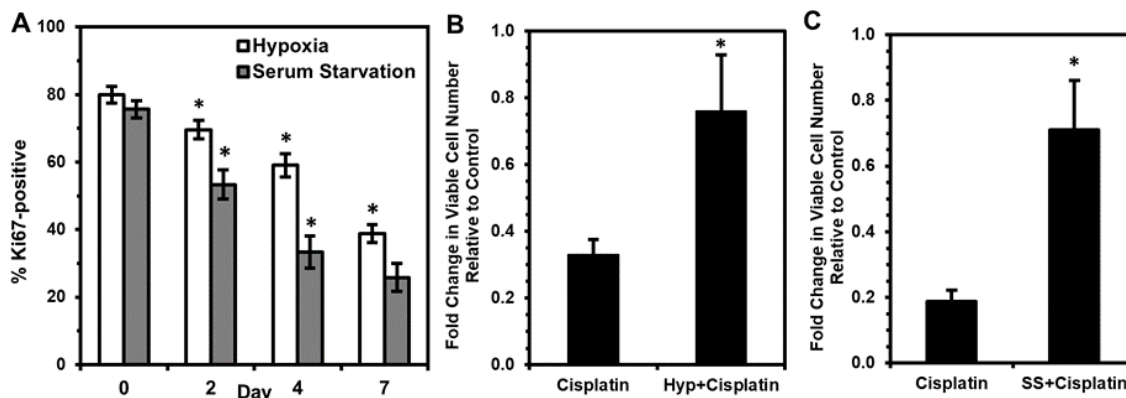 A
% Ki67-positive
100
80
60
40
20
0
Hypoxia
Serum Starvation
*
*
*
*
*
0 2 4 7
Day
B
Fold Change in Viable Cell Number
Relative to Control
1.0
0.8
0.6
0.4
0.2
0.0
*
Cisplatin Hyp+Cisplatin
C
Fold Change in Viable Cell Number
Relative to Control
1.0
0.8
0.6
0.4
0.2
0.0
*
Cisplatin SS+Cisplatin